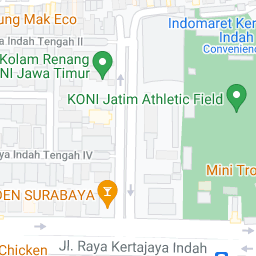 ung Mak Eco
Indomaret Ker
Indah
Convenienc
a Indah Tengah II
Kolam Renang
NI Jawa Timur
KONI Jatim Athletic Field
ya Indah Tengah IV
Mini Tro
DEN SURABAYA
Chicken
Jl. Raya Kertajaya Indah